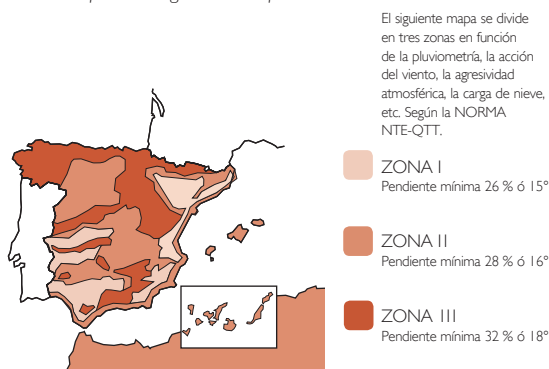 El siguiente mapa se divide
en tres zonas en función
de la pluviometría, la acción
del viento, la agresividad
atmosférica, la carga de nieve,
etc. Según la NORMA
NTE-QTT.
ZONA I
Pendiente mínima 26 % ó 15°
ZONA II
Pendiente mínima 28 % ó 16°
ZONA III
Pendiente mínima 32 % ó 18°